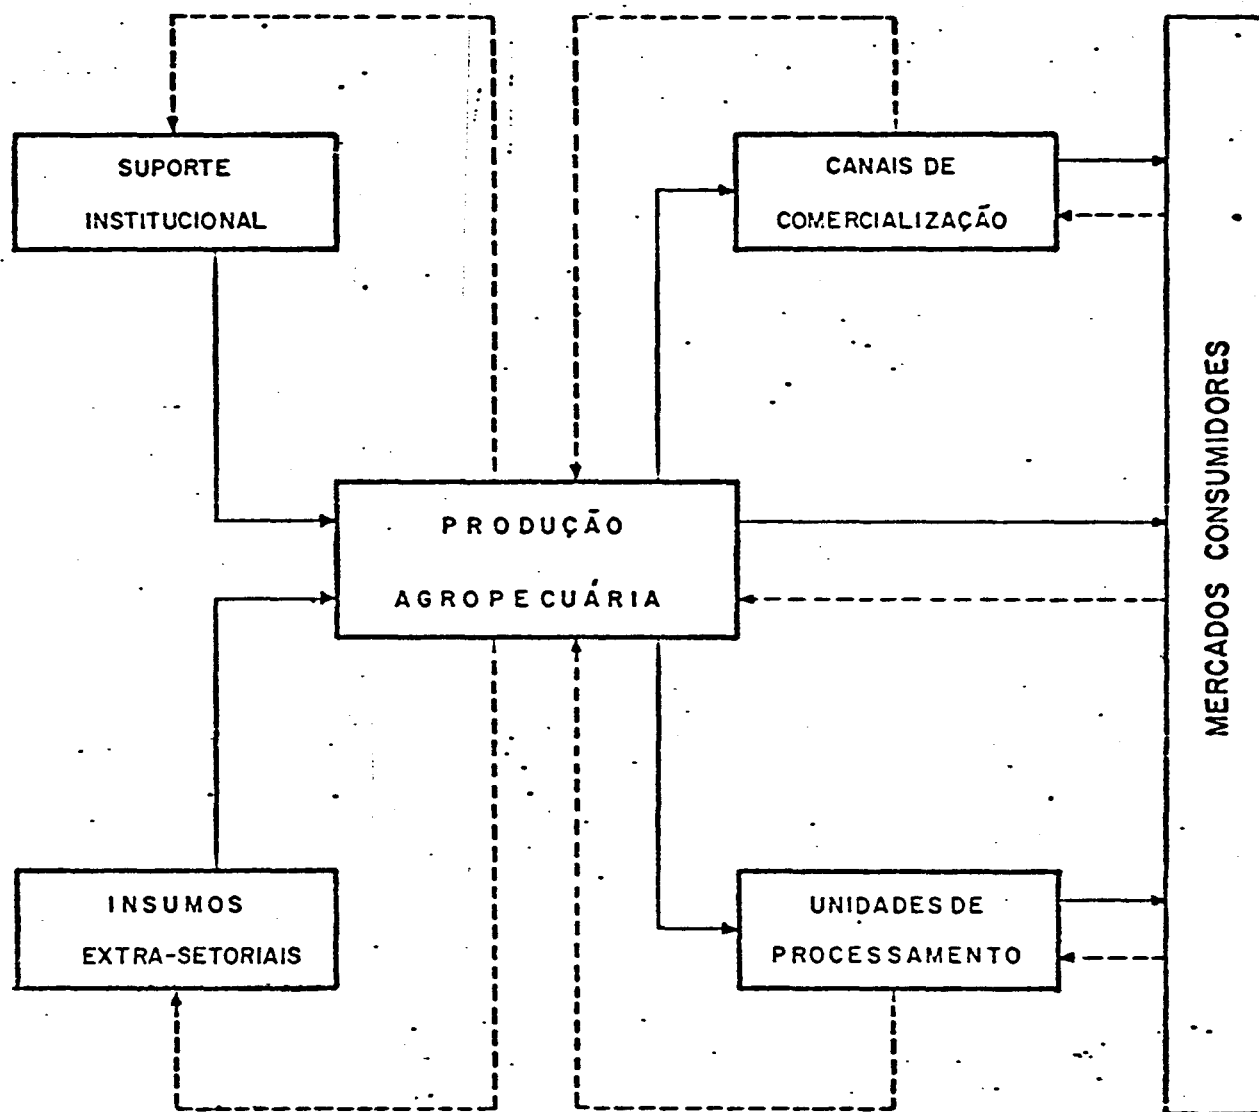 SUPORTE
INSTITUCIONAL
CANAIS DE
COMERCIALIZAÇÃO
PRODUÇÃO
AGROPECUÁRIA
MERCADOS CONSUMIDORES
INSUMOS
EXTRA-SETORIAIS
UNIDADES DE
PROCESSAMENTO